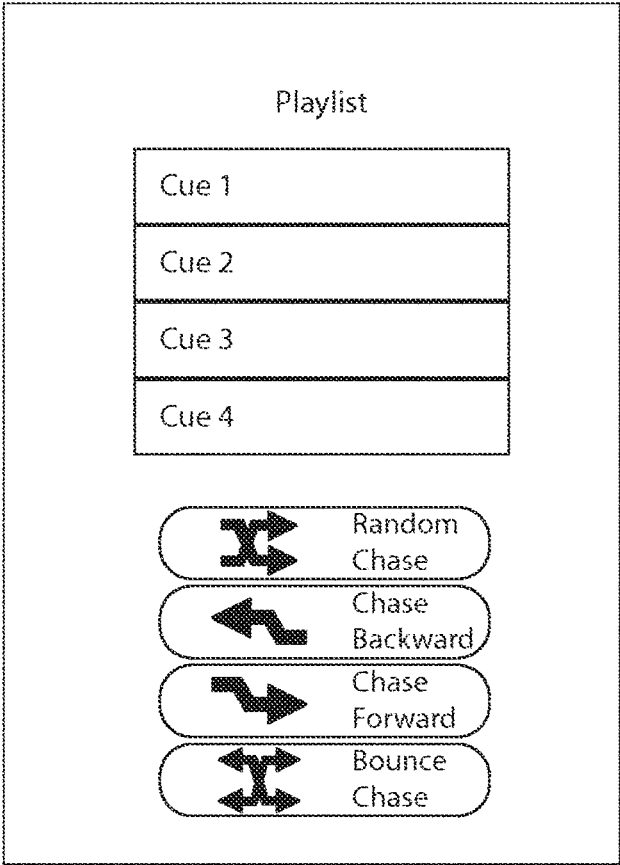 Playlist
Cue 1
Cue 2
Cue 3
Cue 4
Random
Chase
Chase
Backward
Chase
Forward
Bounce
Chase